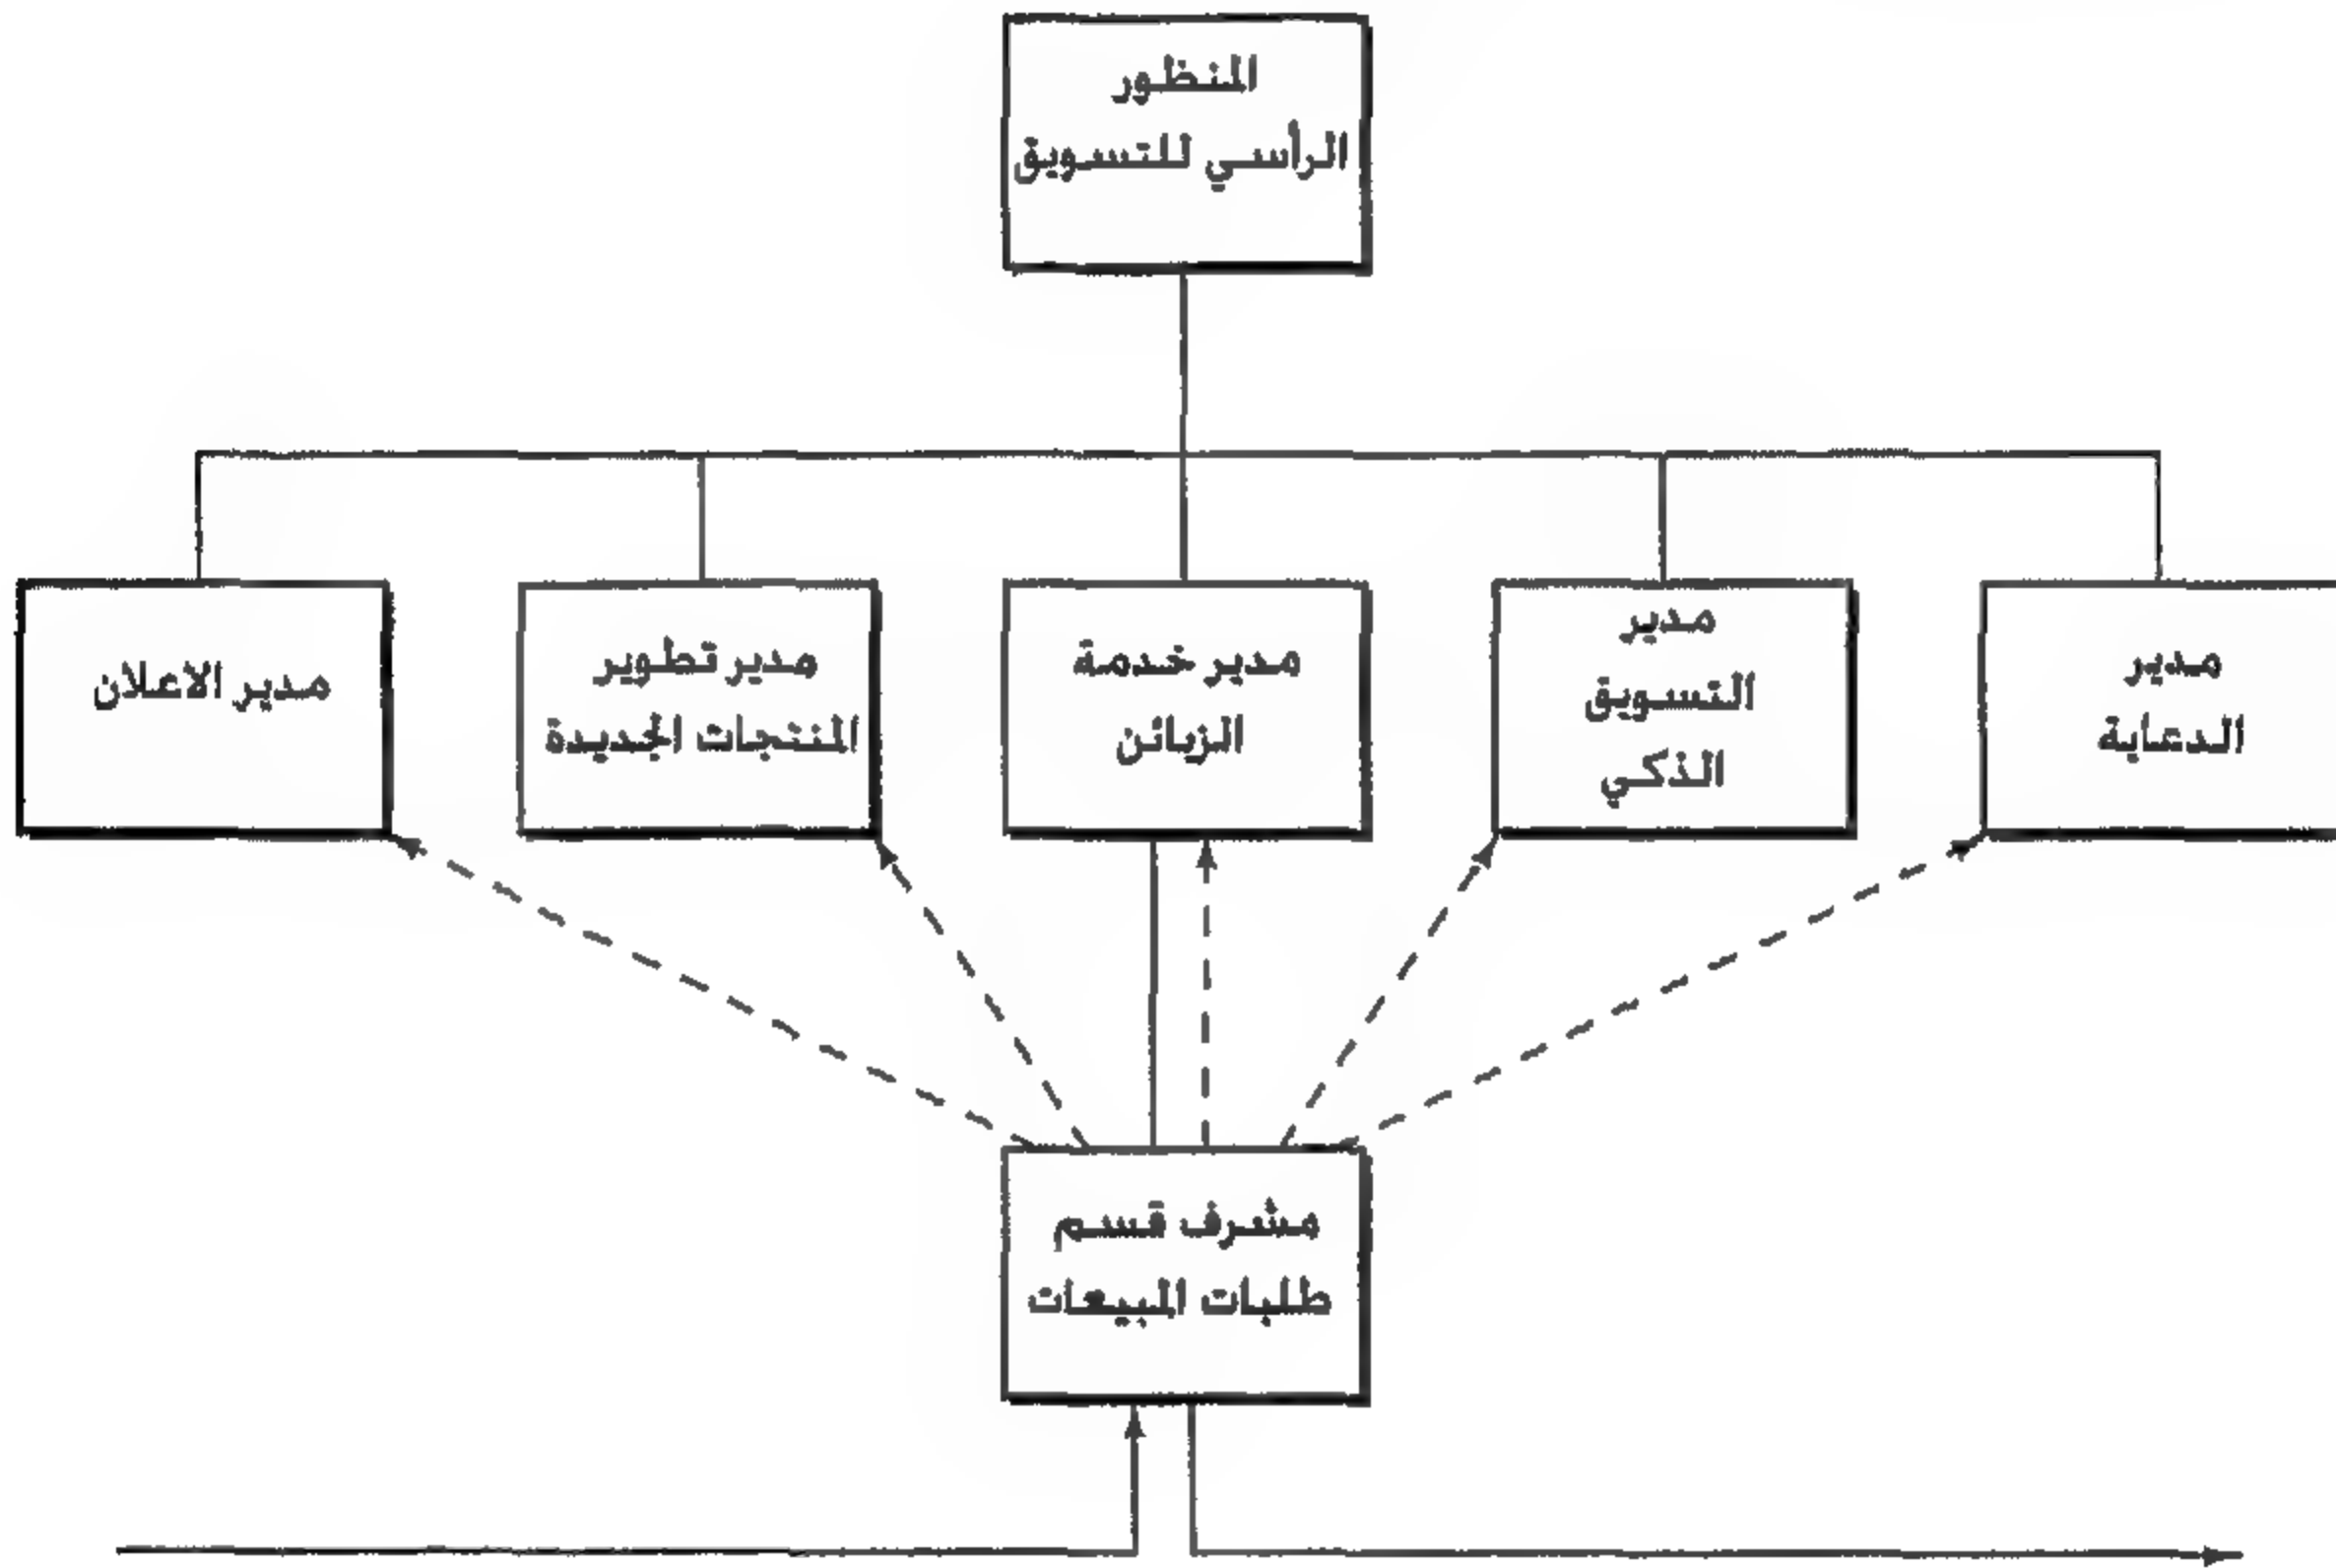 المنظور
الرأسي للتسويق
مدير
الدعاية
مدير
التسويق
الذكي
مدير خدمة
الزبائن
مدير تطوير
المنتجات الجديدة
مدير الاعلان
مشرف قسم
طلبات المبيعات